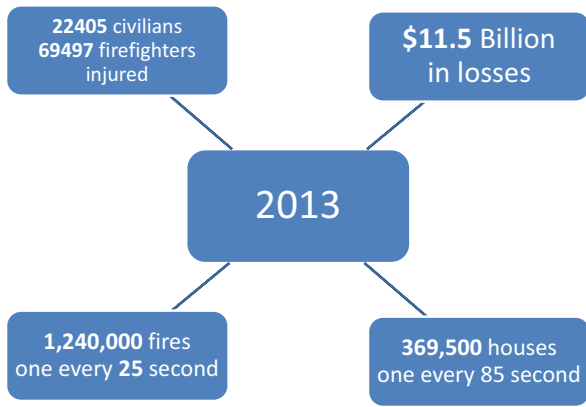 22405 civilians
69497 firefighters
injured
$11.5 Billion
in losses
2013
1,240,000 fires
one every 25 second
369,500 houses
one every 85 second